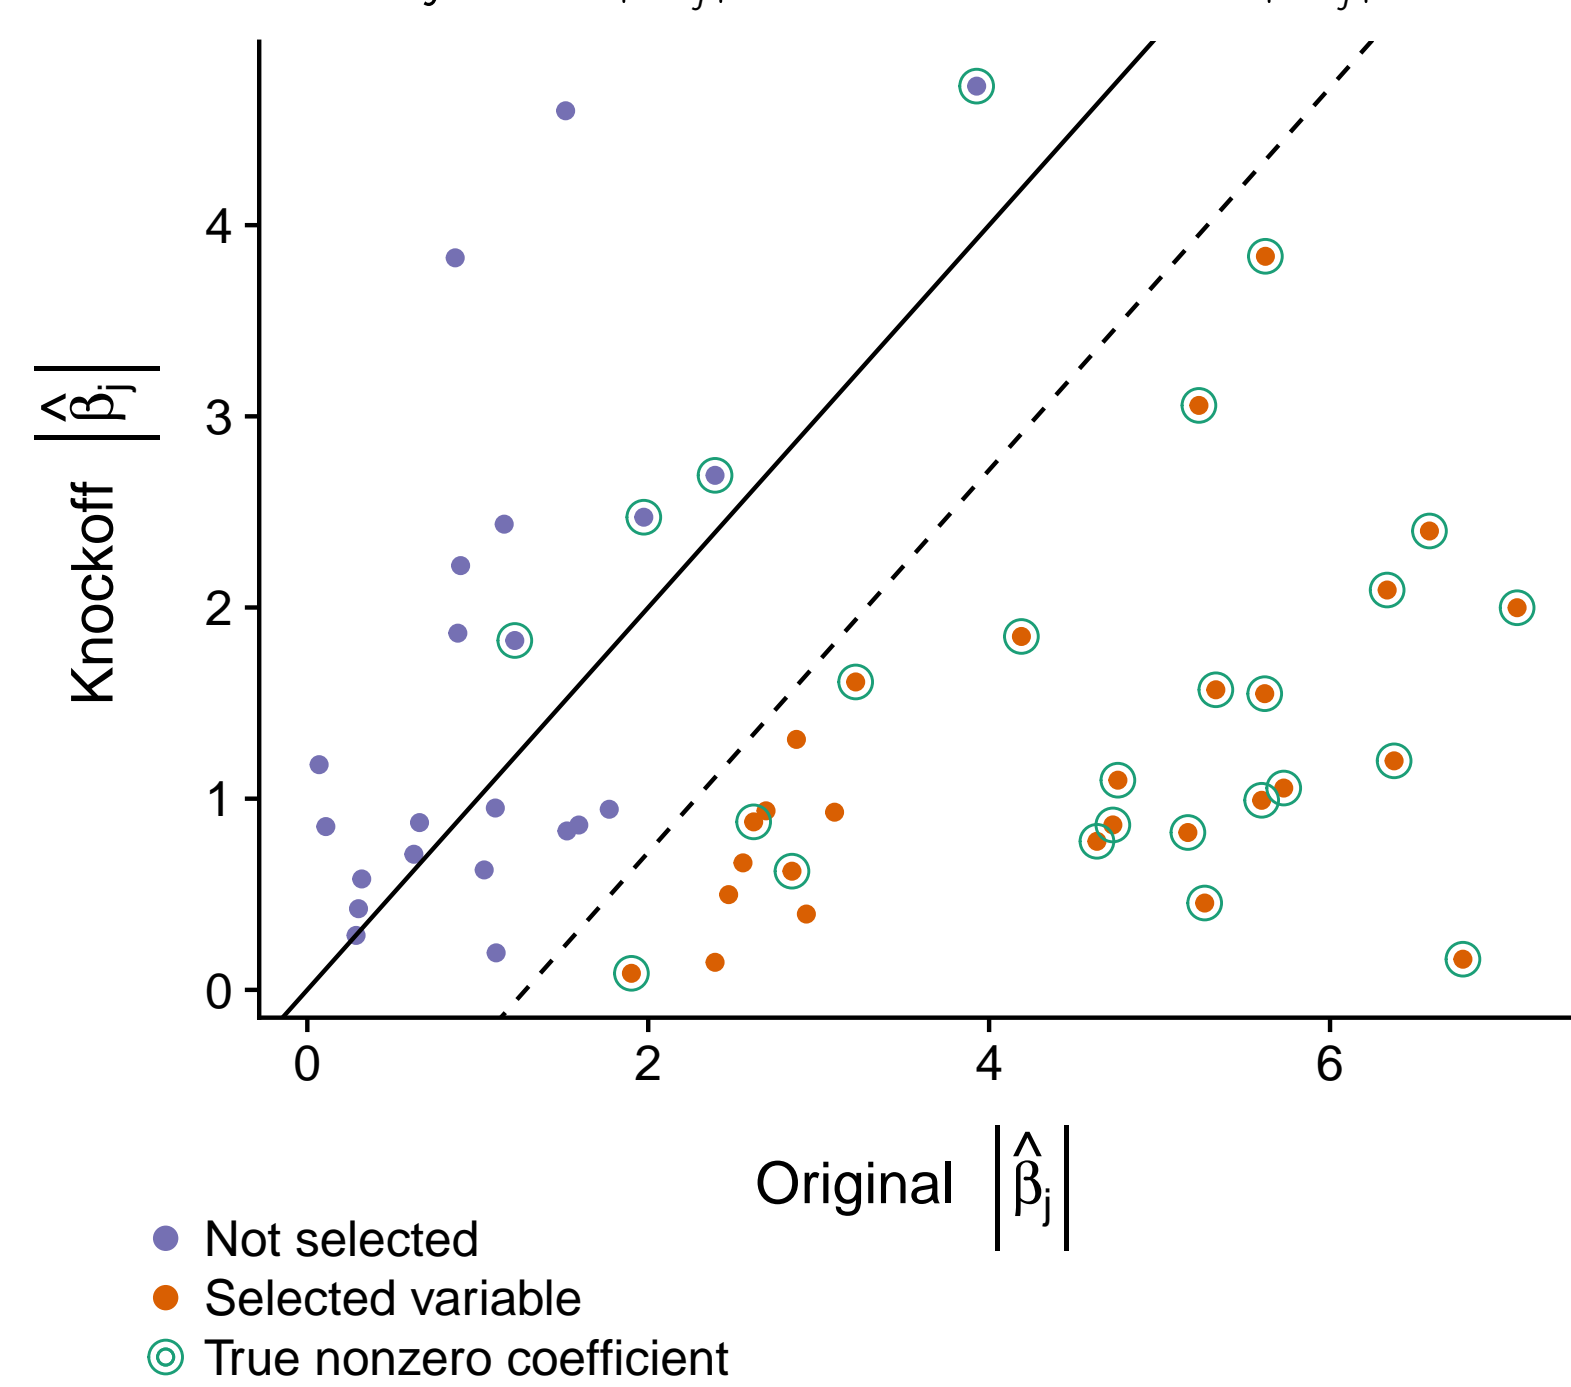 4
3
2
1
0
Knockoff |β̂j|
0 2 4 6
Original |β̂j|
Not selected
Selected variable
True nonzero coefficient